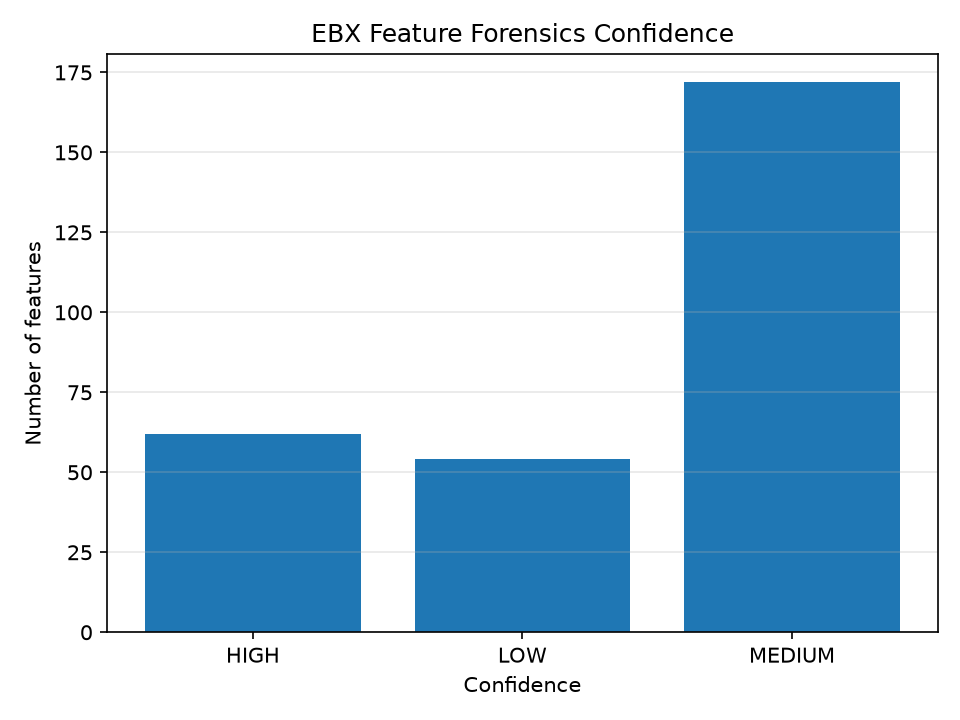 EBX Feature Forensics Confidence
175
150
125
100
75
50
25
0
Number of features
HIGH
LOW
MEDIUM
Confidence